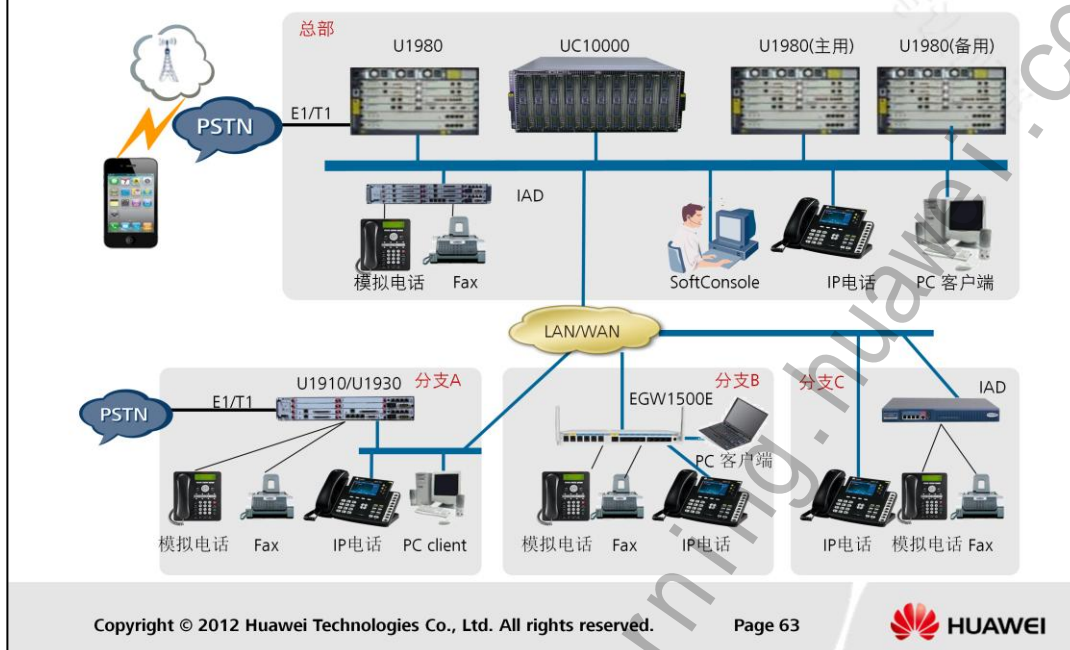 总部
U1980
UC10000
U1980(主用)
U1980(备用)
PSTN
E1/T1
IAD
模拟电话
Fax
SoftConsole
IP电话
PC 客户端
LAN/WAN
U1910/U1930
分支A
PSTN
E1/T1
模拟电话
Fax
IP电话
PC client
分支B
EGW1500E
PC 客户端
模拟电话
Fax
IP电话
分支C
IAD
IP电话
模拟电话
Fax
Copyright © 2012 Huawei Technologies Co., Ltd. All rights reserved.
Page 63
HUAWEI
rning.huawei.co